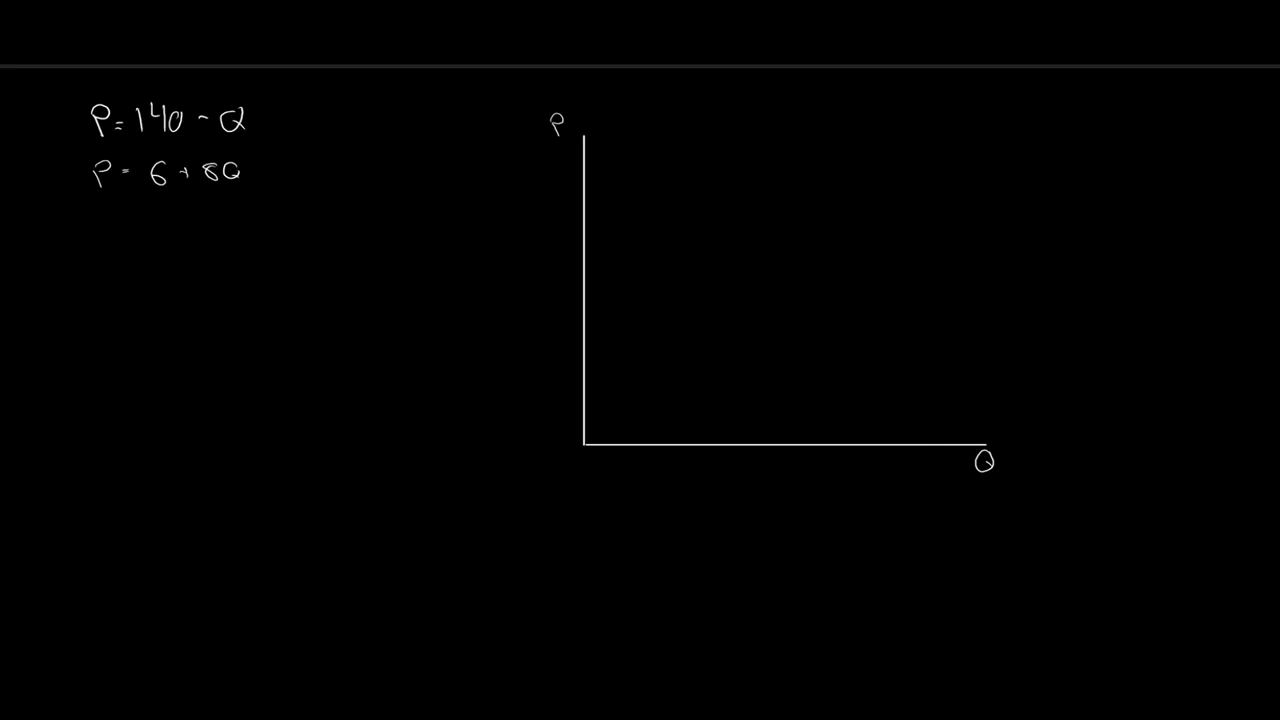 P = 140 - Q
P = 6 + 8Q
P
Q